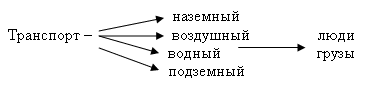 наземный
Транспорт – воздушный люди
водный грузы
подземный